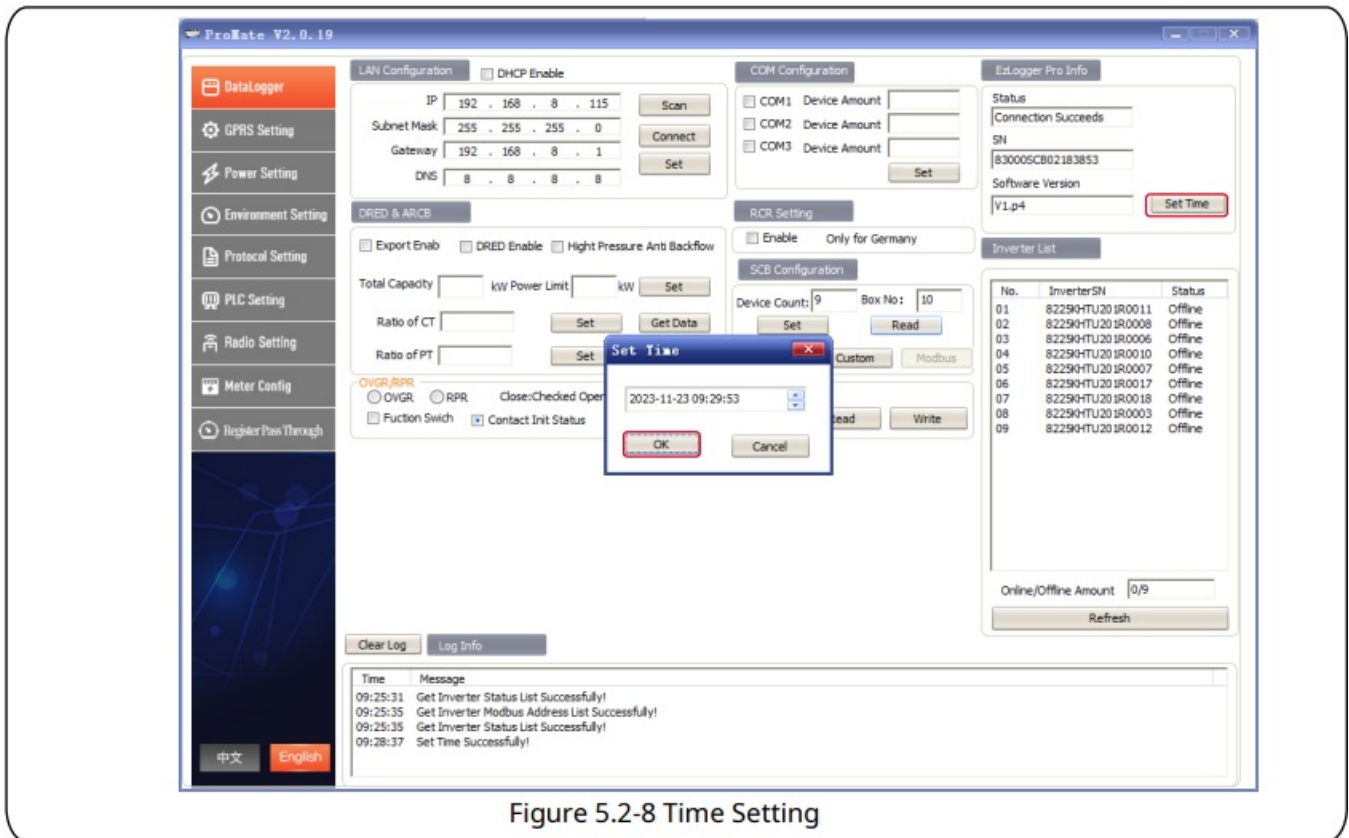 ProMate V2.0.19
DataLogger
GPRS Setting
Power Setting
Environment Setting
Protocol Setting
PLC Setting
Radio Setting
Meter Config
Register Pass Through
中文 English
LAN Configuration DHCP Enable
IP 192 . 168 . 8 . 115 Scan
Subnet Mask 255 . 255 . 255 . 0 Connect
Gateway 192 . 168 . 8 . 1
Set
DNS 8 . 8 . 8 . 8
COM Configuration
COM1 Device Amount
COM2 Device Amount
COM3 Device Amount
Set
EzLogger Pro Info
Status
Connection Succeeds
SN
83000SCB02183853
Software Version
V1.p4 Set Time
DRED & ARCB
Export Enab DRED Enable Hight Pressure Anti Backflow
Total Capacity kW Power Limit kW Set
Ratio of CT Set Get Data
Ratio of PT Set
OVGR/RPR
OVGR RPR Close:Checked Oper
Fuction Swich Contact Init Status
RCR Setting
Enable Only for Germany
SCB Configuration
Device Count: 9 Box No: 10
Set Read
Custom Modbus
ead Write
Set Time
2023-11-23 09:29:53
OK Cancel
Inverter List
No. InverterSN Status
01 8225KHTU201R0011 Offline
02 8225KHTU201R0008 Offline
03 8225KHTU201R0006 Offline
04 8225KHTU201R0010 Offline
05 8225KHTU201R0007 Offline
06 8225KHTU201R0017 Offline
07 8225KHTU201R0018 Offline
08 8225KHTU201R0003 Offline
09 8225KHTU201R0012 Offline
Online/Offline Amount 0/9
Refresh
Clear Log Log Info
Time Message
09:25:31 Get Inverter Status List Successfully!
09:25:35 Get Inverter Modbus Address List Successfully!
09:25:35 Get Inverter Status List Successfully!
09:28:37 Set Time Successfully!
Figure 5.2-8 Time Setting